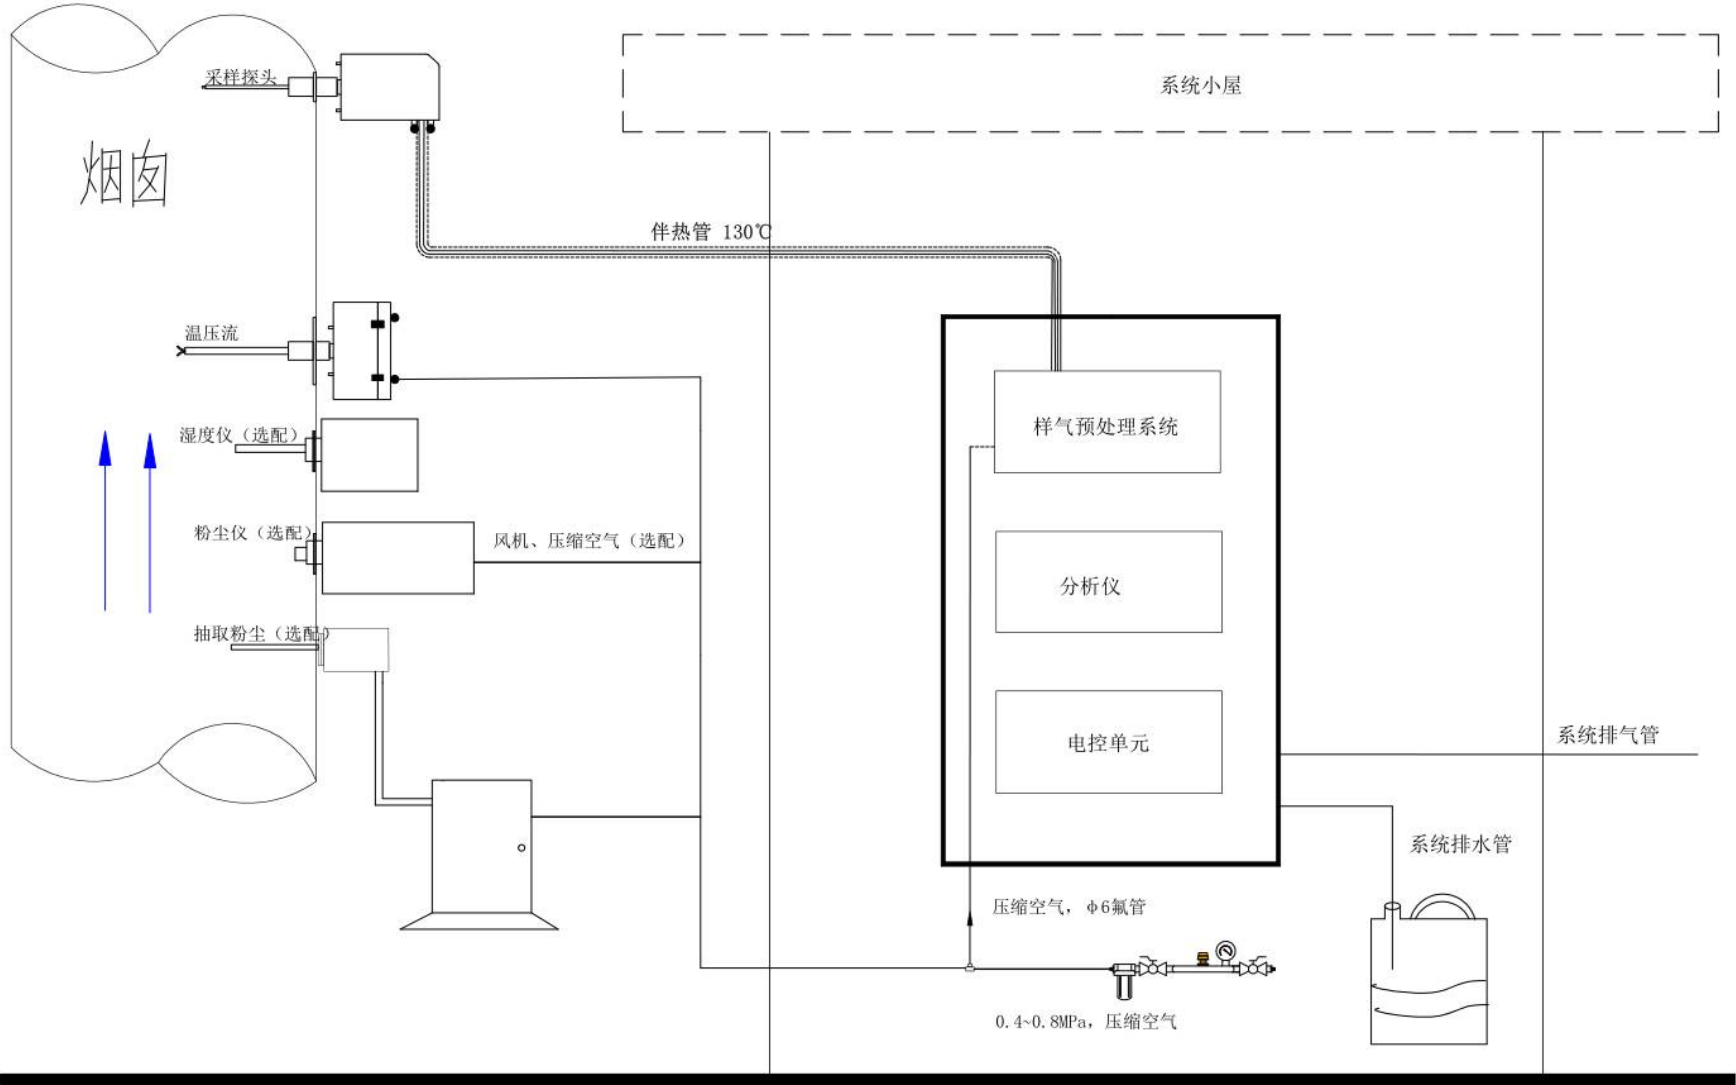 采样探头
系统小屋
烟囱
伴热管 130℃
温压流
样气预处理系统
湿度仪（选配）
粉尘仪（选配）
风机、压缩空气（选配）
分析仪
抽取粉尘（选配）
电控单元
系统排气管
系统排水管
压缩空气，φ6氟管
0.4~0.8MPa，压缩空气